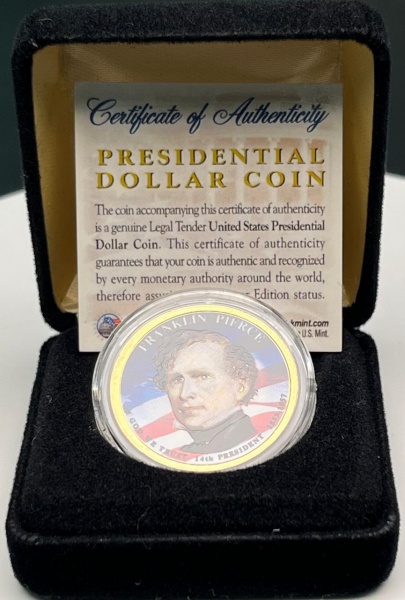 Certificate of Authenticity
PRESIDENTIAL
DOLLAR COIN
The coin accompanying this certificate of authenticity
is a genuine Legal Tender United States Presidential
Dollar Coin. This certificate of authenticity
guarantees that your coin is authentic and recognized
by every monetary authority around the world,
therefore Edition status.
mint.com
U.S. Mint.
FRANKLIN PIERCE
14th PRESIDENT